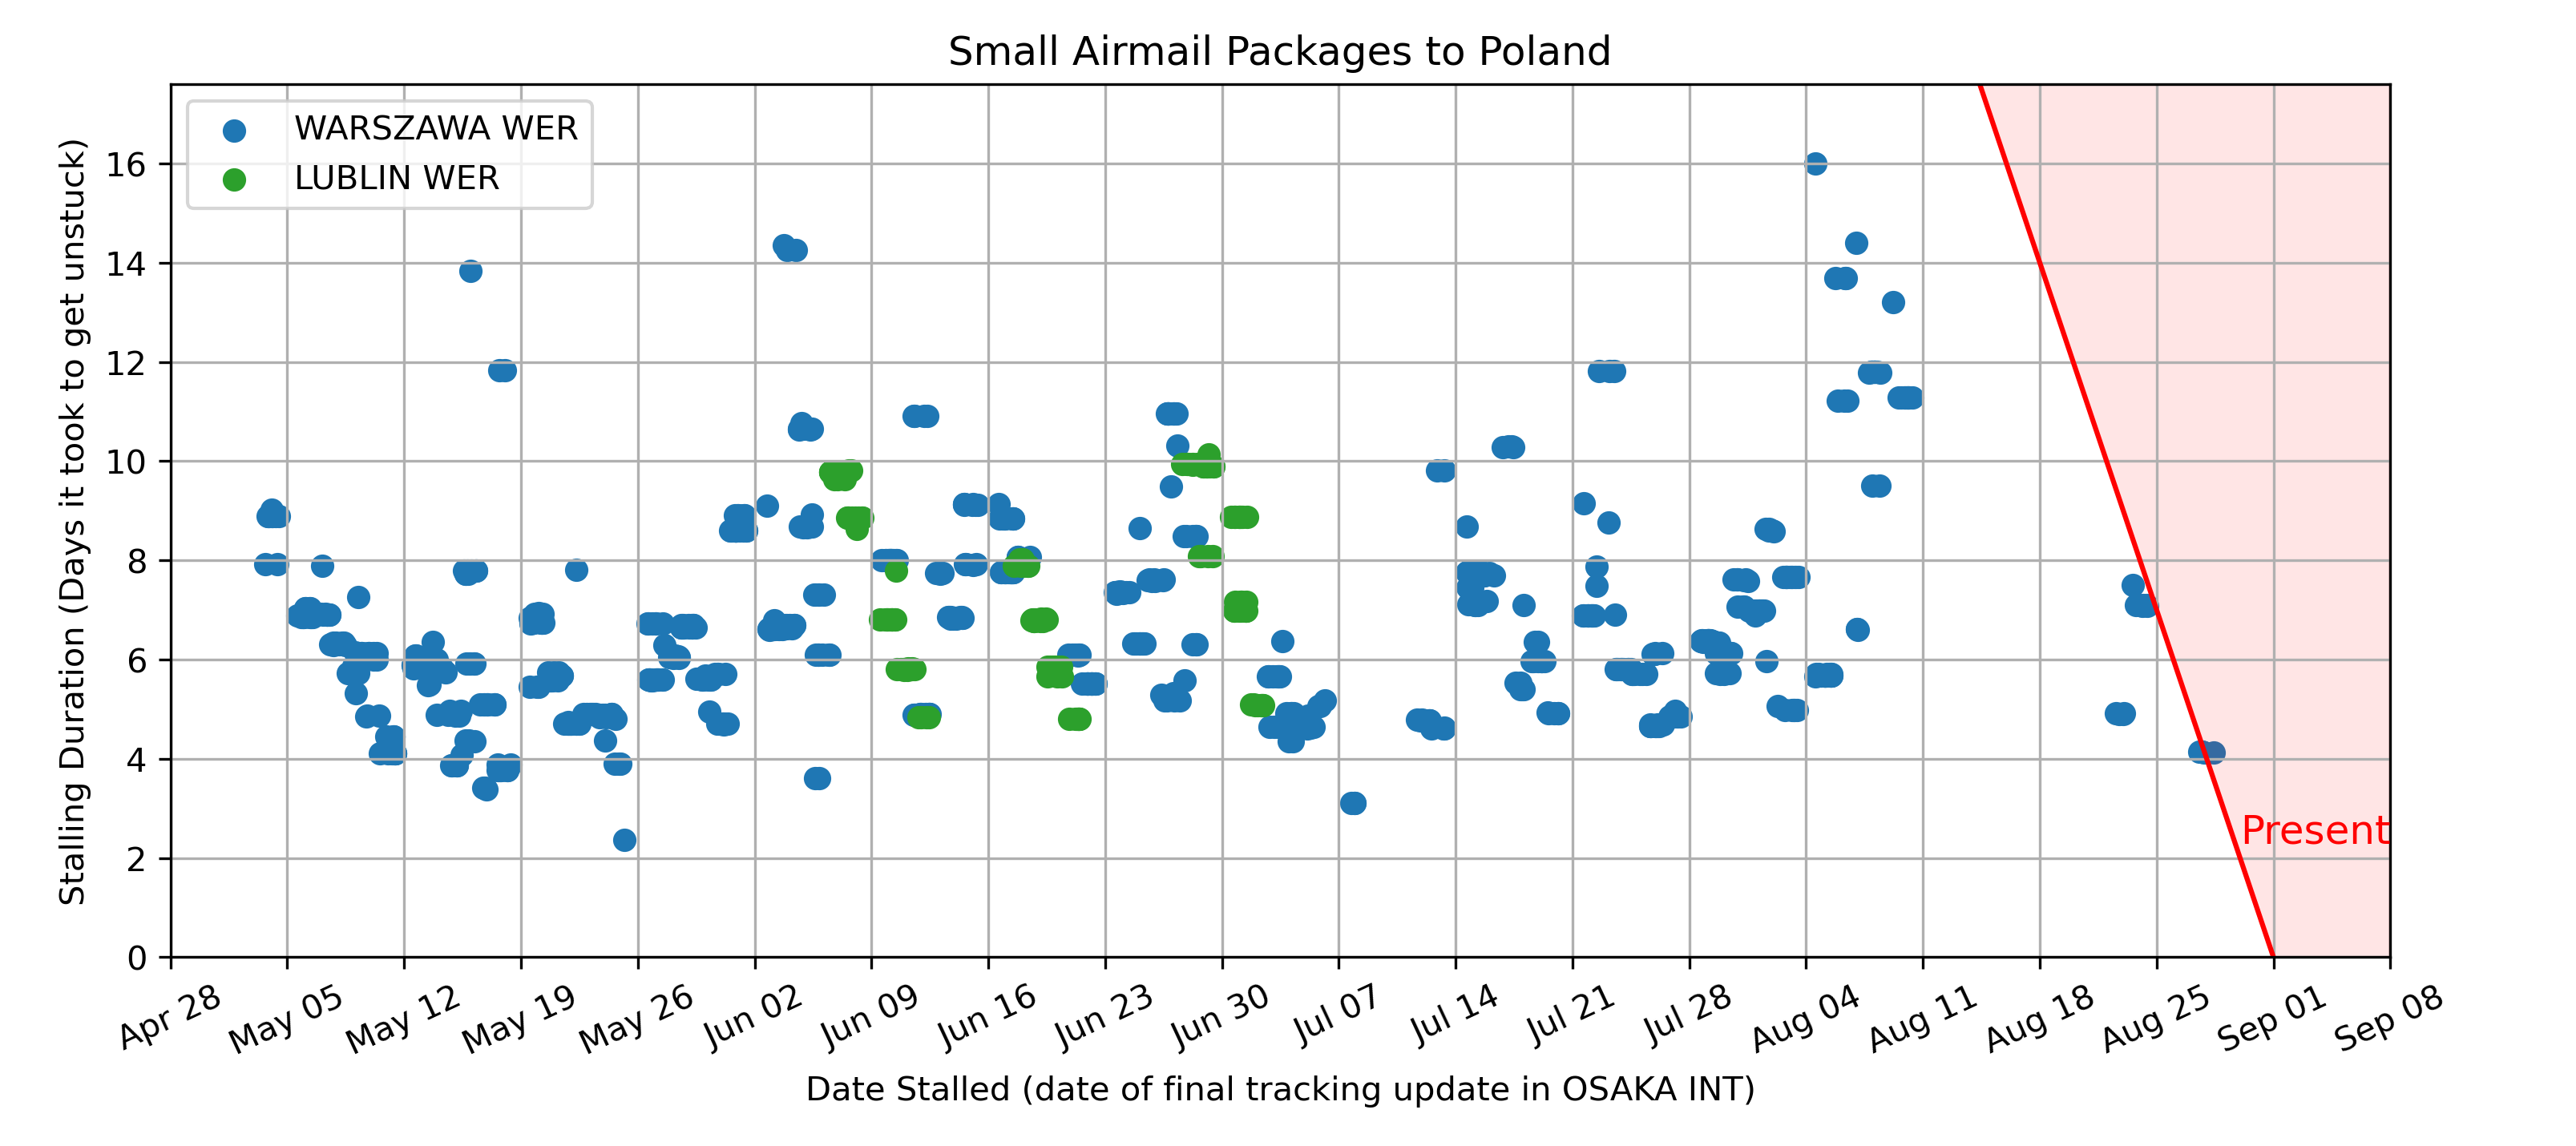 Small Airmail Packages to Poland
WARSZAWA WER
LUBLIN WER
Stalling Duration (Days it took to get unstuck)
16
14
12
10
8
6
4
2
0
Present
Apr 28
May 05
May 12
May 19
May 26
Jun 02
Jun 09
Jun 16
Jun 23
Jun 30
Jul 07
Jul 14
Jul 21
Jul 28
Aug 04
Aug 11
Aug 18
Aug 25
Sep 01
Sep 08
Date Stalled (date of final tracking update in OSAKA INT)